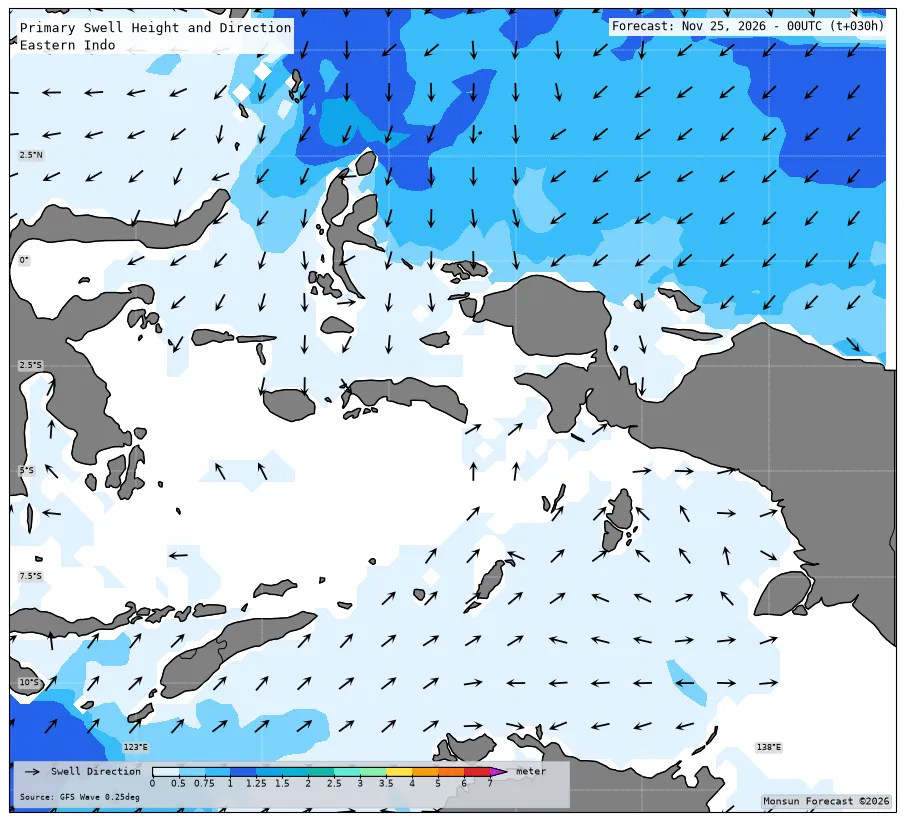 Primary Swell Height and Direction
Eastern Indo
Forecast: Nov 25, 2026 - 00UTC (t+030h)
2.5°N
0°
2.5°S
5°S
7.5°S
10°S
123°E
138°E
Swell Direction
0 0.5 0.75 1 1.25 1.5 2 2.5 3 3.5 4 5 6 7
meter
Source: GFS Wave 0.25deg
Monsun Forecast ©2026